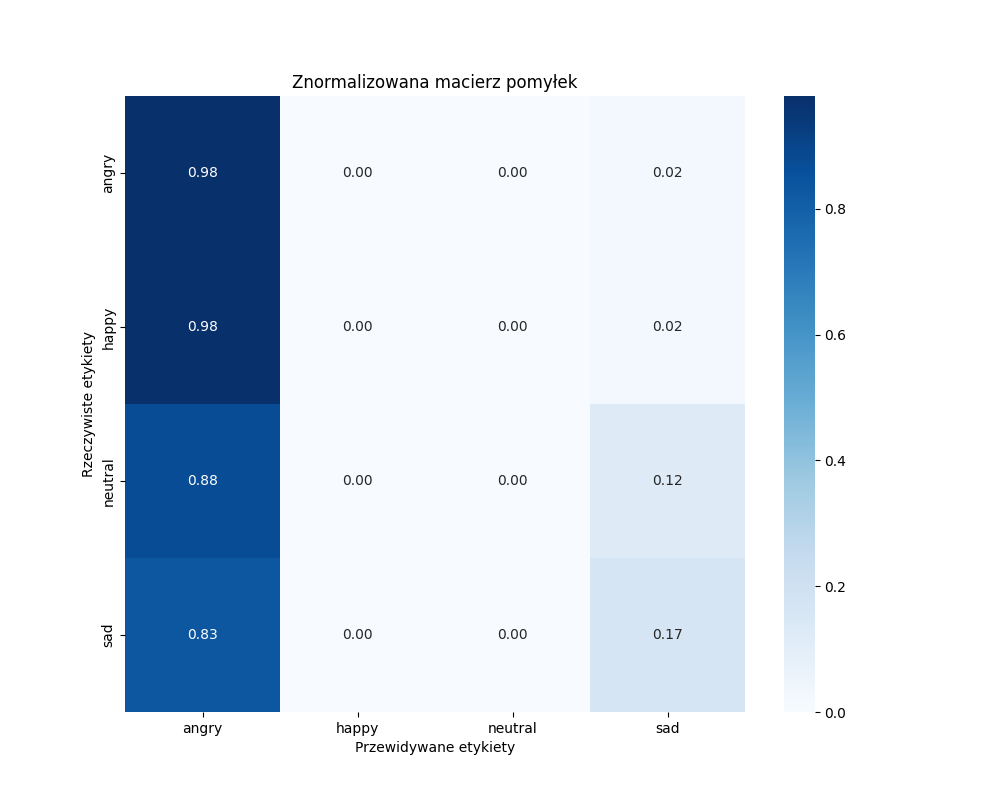 Znormalizowana macierz pomyłek
angry 0.98 0.00 0.00 0.02
happy 0.98 0.00 0.00 0.02
neutral 0.88 0.00 0.00 0.12
sad 0.83 0.00 0.00 0.17
Rzeczywiste etykiety
angry happy neutral sad
Przewidywane etykiety
0.8
0.6
0.4
0.2
0.0